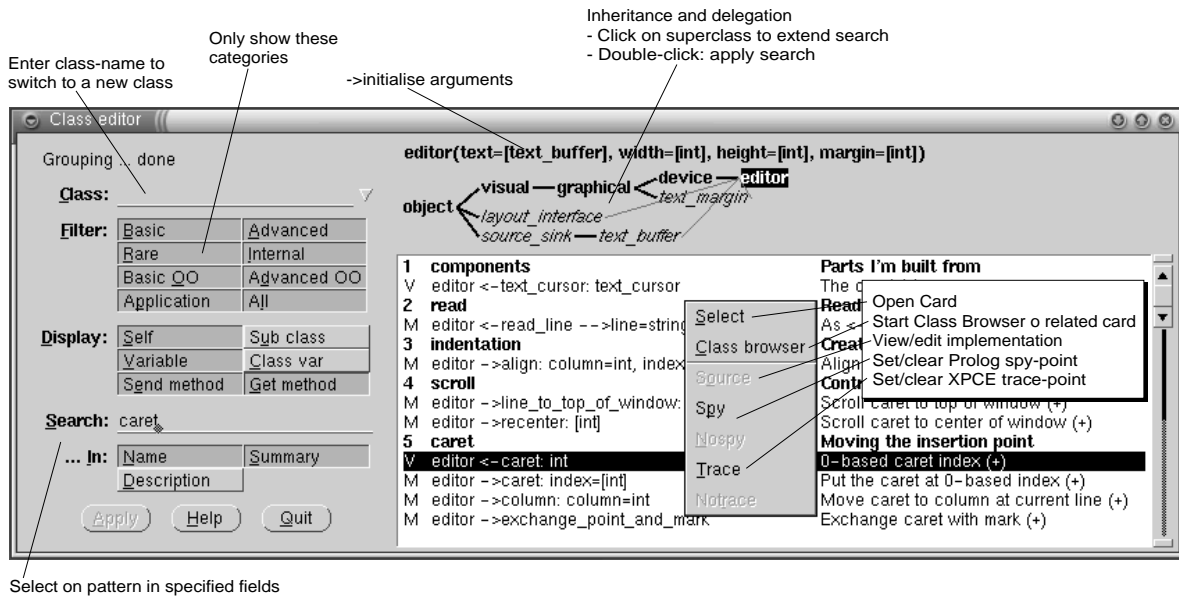 Inheritance and delegation
- Click on superclass to extend search
- Double-click: apply search
Only show these
categories
Enter class-name to
switch to a new class
->initialise arguments
Class editor
Grouping ... done
Class:
Filter:
Basic
Advanced
Rare
Internal
Basic OO
Advanced OO
Application
All
Display:
Self
Sub class
Variable
Class var
Send method
Get method
Search: caret
... In:
Name
Summary
Description
Apply
Help
Quit
editor(text=[text_buffer], width=[int], height=[int], margin=[int])
object
visual
graphical
device
editor
text_margin
layout_interface
source_sink
text_buffer
1 components Parts I'm built from
V editor <-text_cursor: text_cursor The
2 read Read
M editor <-read_line -->line=string As <
3 indentation Creat
M editor ->align: column=int, index Align
4 scroll Contr
M editor ->line_to_top_of_window: Scroll caret to top of window (+)
M editor ->recenter: [int] Scroll caret to center of window (+)
5 caret Moving the insertion point
V editor <-caret: int 0-based caret index (+)
M editor ->caret: index=[int] Put the caret at 0-based index (+)
M editor ->column: column=int Move caret to column at current line (+)
M editor ->exchange_point_and_mark Exchange caret with mark (+)
Select
Class browser
Source
Spy
Nospy
Trace
Notrace
Open Card
Start Class Browser o related card
View/edit implementation
Set/clear Prolog spy-point
Set/clear XPCE trace-point
Select on pattern in specified fields